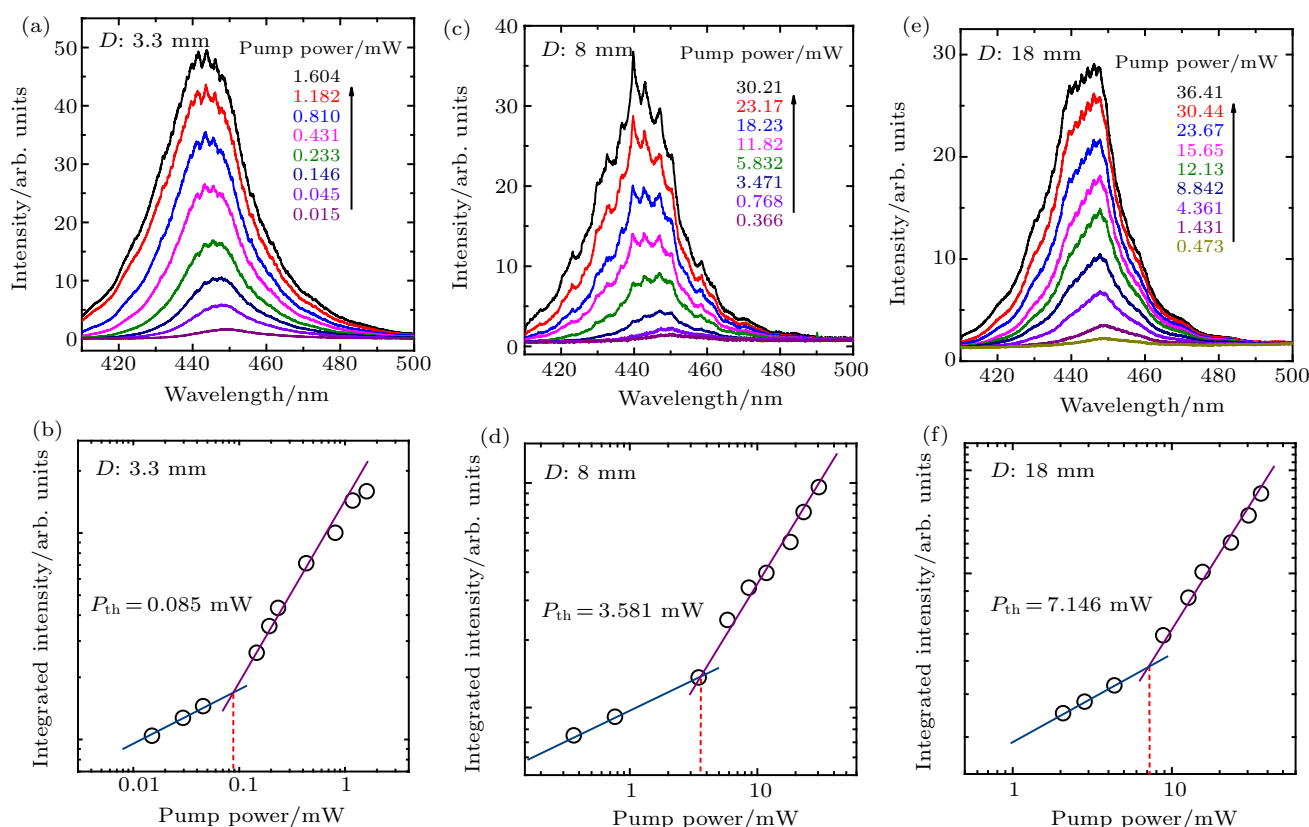 (a)
D: 3.3 mm
Pump power/mW
1.604
1.182
0.810
0.431
0.233
0.146
0.045
0.015
50
40
30
20
10
0
Intensity/arb. units
420 440 460 480 500
Wavelength/nm
(c)
D: 8 mm
Pump power/mW
30.21
23.17
18.23
11.82
5.832
3.471
0.768
0.366
40
35
30
25
20
15
10
5
0
Intensity/arb. units
420 440 460 480 500
Wavelength/nm
(e)
D: 18 mm
Pump power/mW
36.41
30.44
23.67
15.65
12.13
8.842
4.361
1.431
0.473
30
20
10
0
Intensity/arb. units
420 440 460 480 500
Wavelength/nm
(b)
D: 3.3 mm
Pth=0.085 mW
Integrated intensity/arb. units
0.01 0.1 1
Pump power/mW
(d)
D: 8 mm
Pth=3.581 mW
Integrated intensity/arb. units
1 10
Pump power/mW
(f)
D: 18 mm
Pth=7.146 mW
Integrated intensity/arb. units
1 10
Pump power/mW